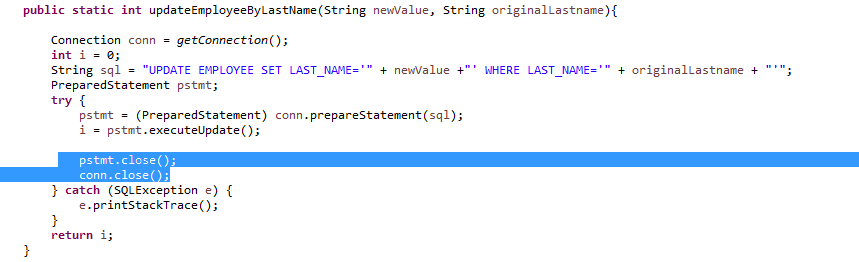 public static int updateEmployeeByLastName(String newValue, String originalLastname){
Connection conn = getConnection();
int i = 0;
String sql = "UPDATE EMPLOYEE SET LAST_NAME='" + newValue +"' WHERE LAST_NAME='" + originalLastname + "'";
PreparedStatement pstmt;
try {
pstmt = (PreparedStatement) conn.prepareStatement(sql);
i = pstmt.executeUpdate();
pstmt.close();
conn.close();
} catch (SQLException e) {
e.printStackTrace();
}
return i;
}